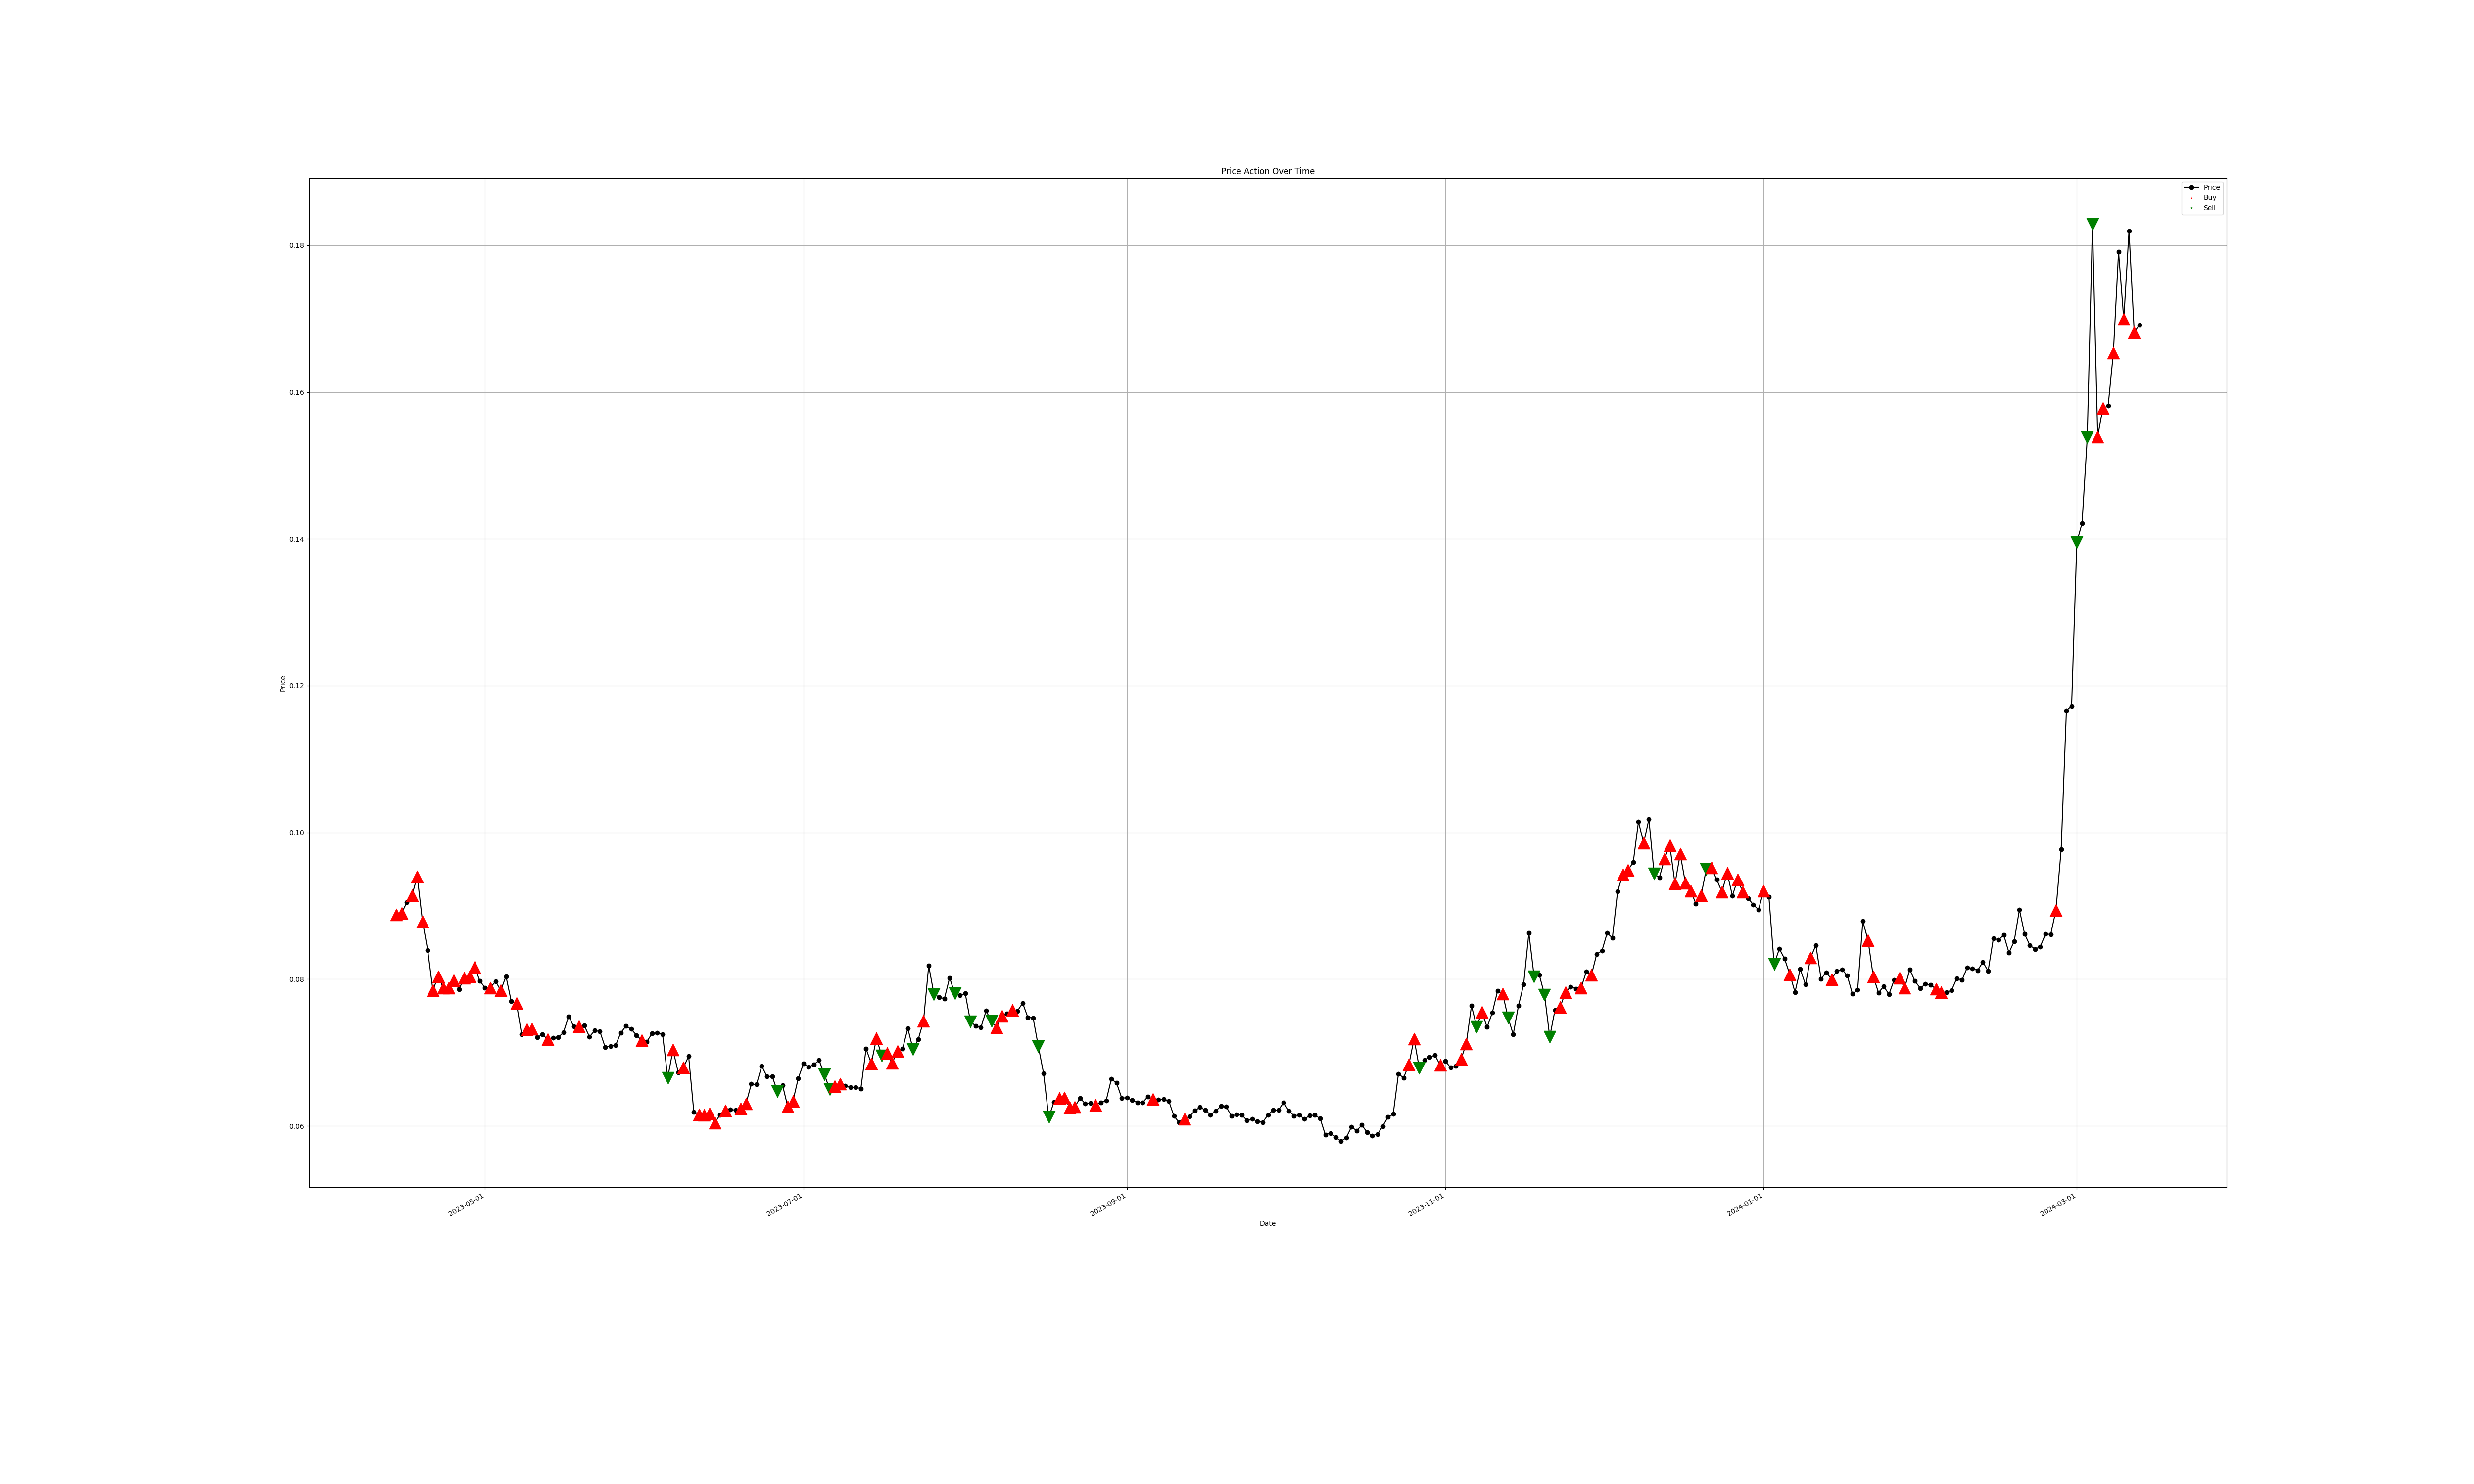 Price Action Over Time
Price
Buy
Sell
0.18
0.16
0.14
0.12
0.10
0.08
0.06
Price
2023-05-01
2023-07-01
2023-09-01
2023-11-01
2024-01-01
2024-03-01
Date